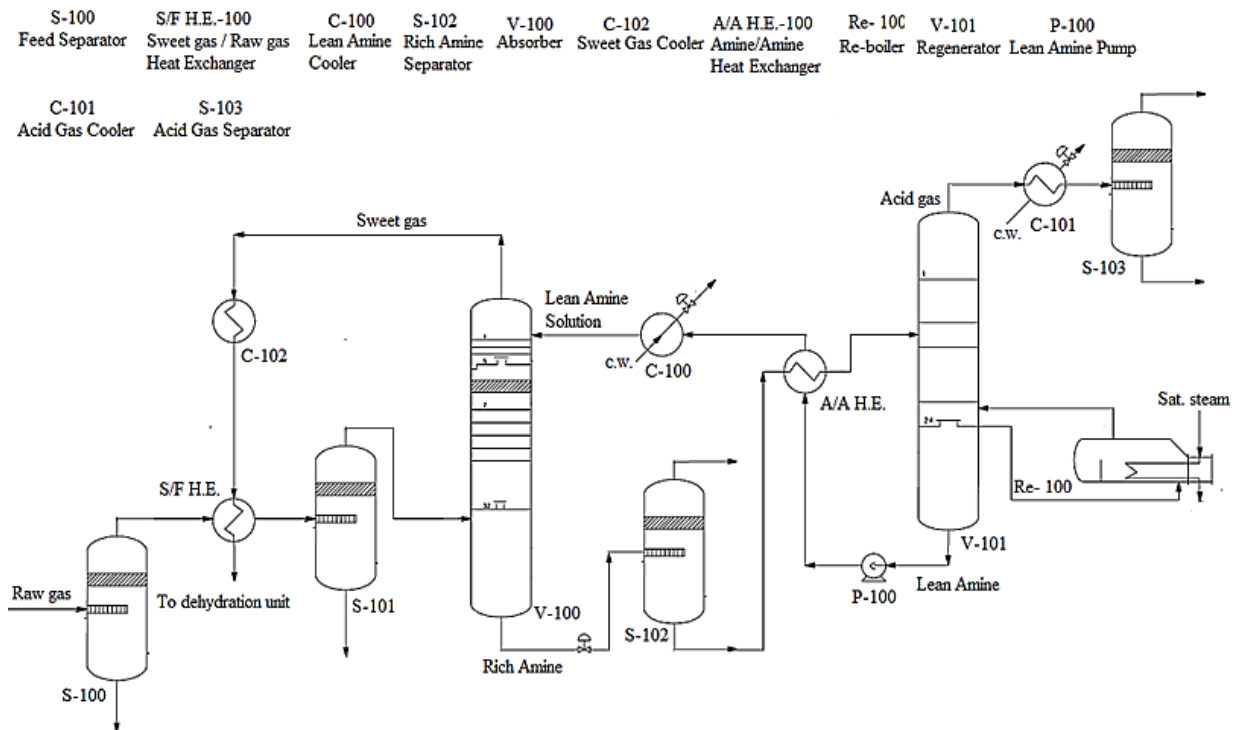 S-100
Feed Separator
S/F H.E.-100
Sweet gas / Raw gas
Heat Exchanger
C-100
Lean Amine
Cooler
S-102
Rich Amine
Separator
V-100
Absorber
C-102
Sweet Gas Cooler
A/A H.E.-100
Amine/Amine
Heat Exchanger
Re- 100
Re-boiler
V-101
Regenerator
P-100
Lean Amine Pump
C-101
Acid Gas Cooler
S-103
Acid Gas Separator
Acid gas
c.w.
C-101
S-103
Sweet gas
Lean Amine
Solution
c.w.
C-100
C-102
A/A H.E.
Sat. steam
24
Re- 100
S/F H.E.
7
32
V-101
Lean Amine
P-100
Raw gas
To dehydration unit
S-101
V-100
S-102
Rich Amine
S-100